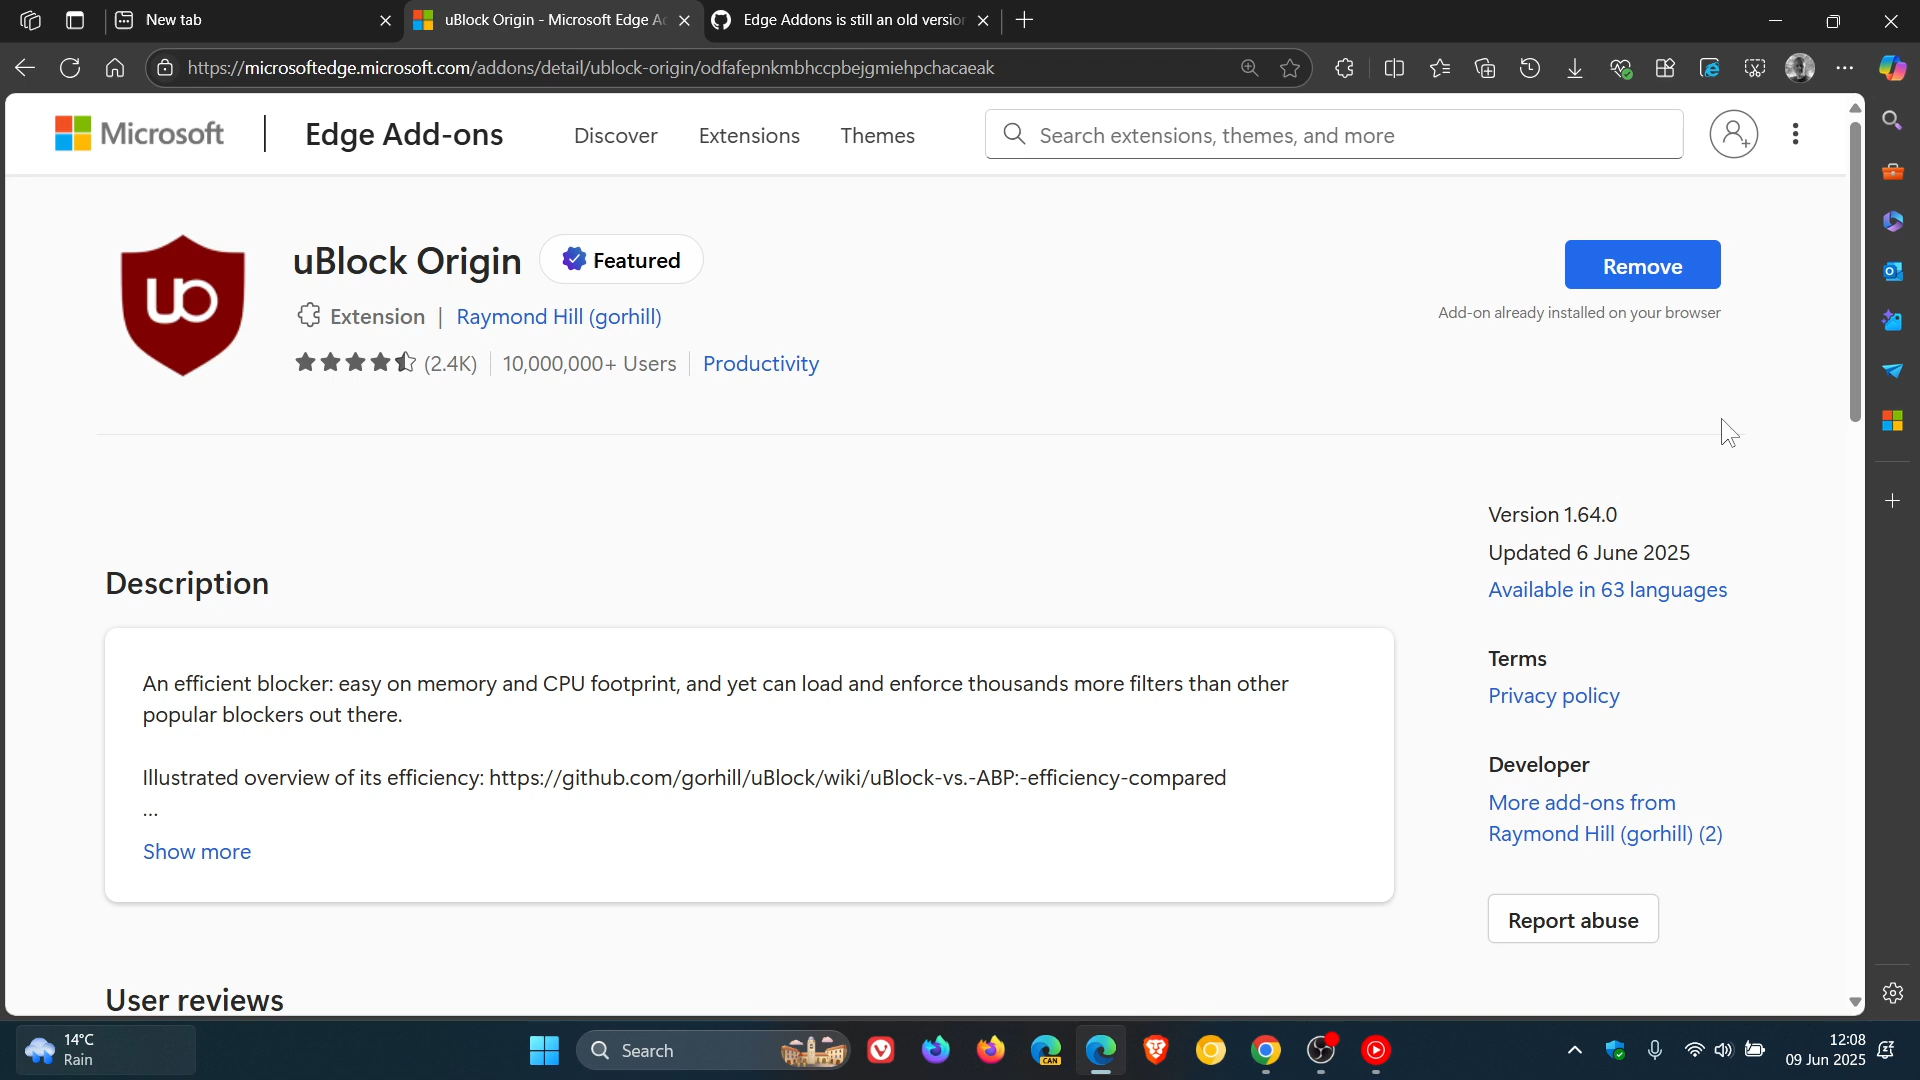 New tab
uBlock Origin - Microsoft Edge Ad
Edge Addons is still an old version
https://microsoftedge.microsoft.com/addons/detail/ublock-origin/odfafepnkmbhccpbejgmiehpchacaeak
Microsoft
Edge Add-ons
Discover
Extensions
Themes
Search extensions, themes, and more
uBlock Origin
Featured
Remove
Extension | Raymond Hill (gorhill)
Add-on already installed on your browser
(2.4K)
10,000,000+ Users
Productivity
Version 1.64.0
Updated 6 June 2025
Available in 63 languages
Description
An efficient blocker: easy on memory and CPU footprint, and yet can load and enforce thousands more filters than other
popular blockers out there.
Illustrated overview of its efficiency: https://github.com/gorhill/uBlock/wiki/uBlock-vs.-ABP:-efficiency-compared
...
Show more
Terms
Privacy policy
Developer
More add-ons from
Raymond Hill (gorhill) (2)
Report abuse
User reviews
14°C
Rain
Search
CAN
12:08
09 Jun 2025